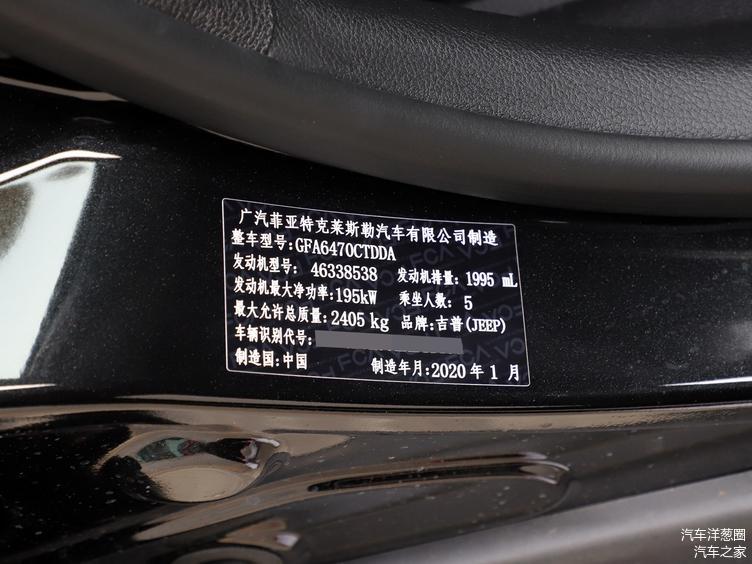 广汽菲亚特克莱斯勒汽车有限公司制造
整车型号:GFA6470CTDDA
发动机型号: 46338538 发动机排量: 1995 mL
发动机最大净功率:195kW 乘坐人数: 5
最大允许总质量:2405 kg 品牌:吉普(JEEP)
车辆识别代号:
制造国:中国 制造年月:2020 年 1 月
汽车洋葱圈
汽车之家